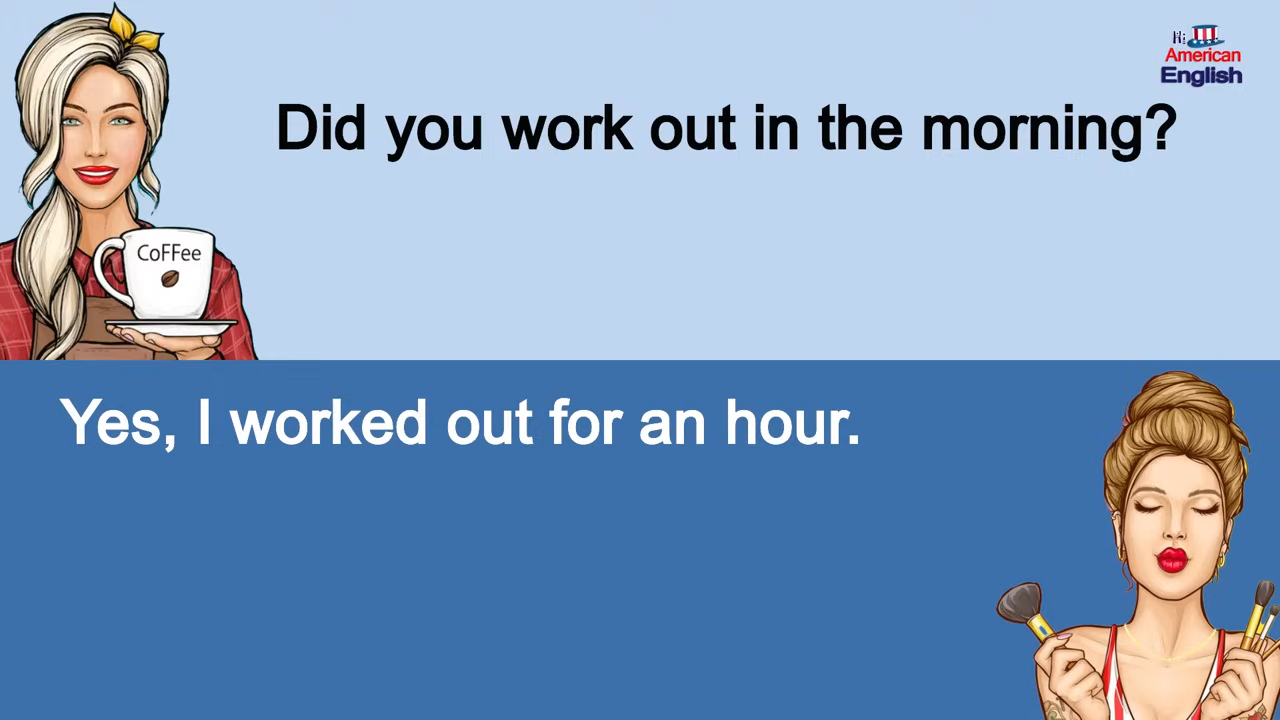 Hi
American
English
Did you work out in the morning?
CoFFee
Yes, I worked out for an hour.